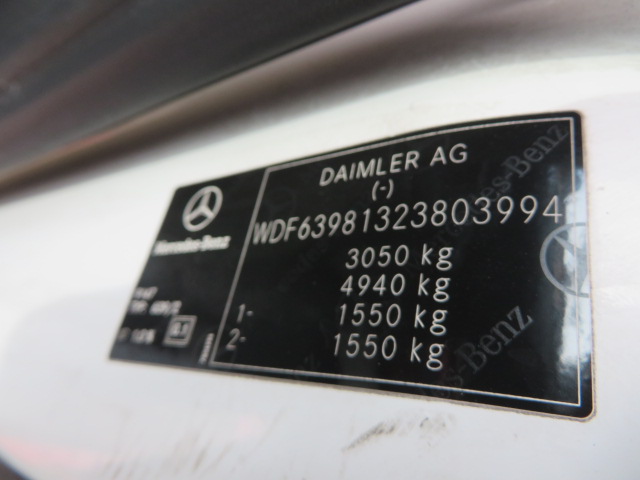 DAIMLER AG
(-)
Mercedes-Benz
WDF63981323803994
3050 kg
4940 kg
1- 1550 kg
2- 1550 kg